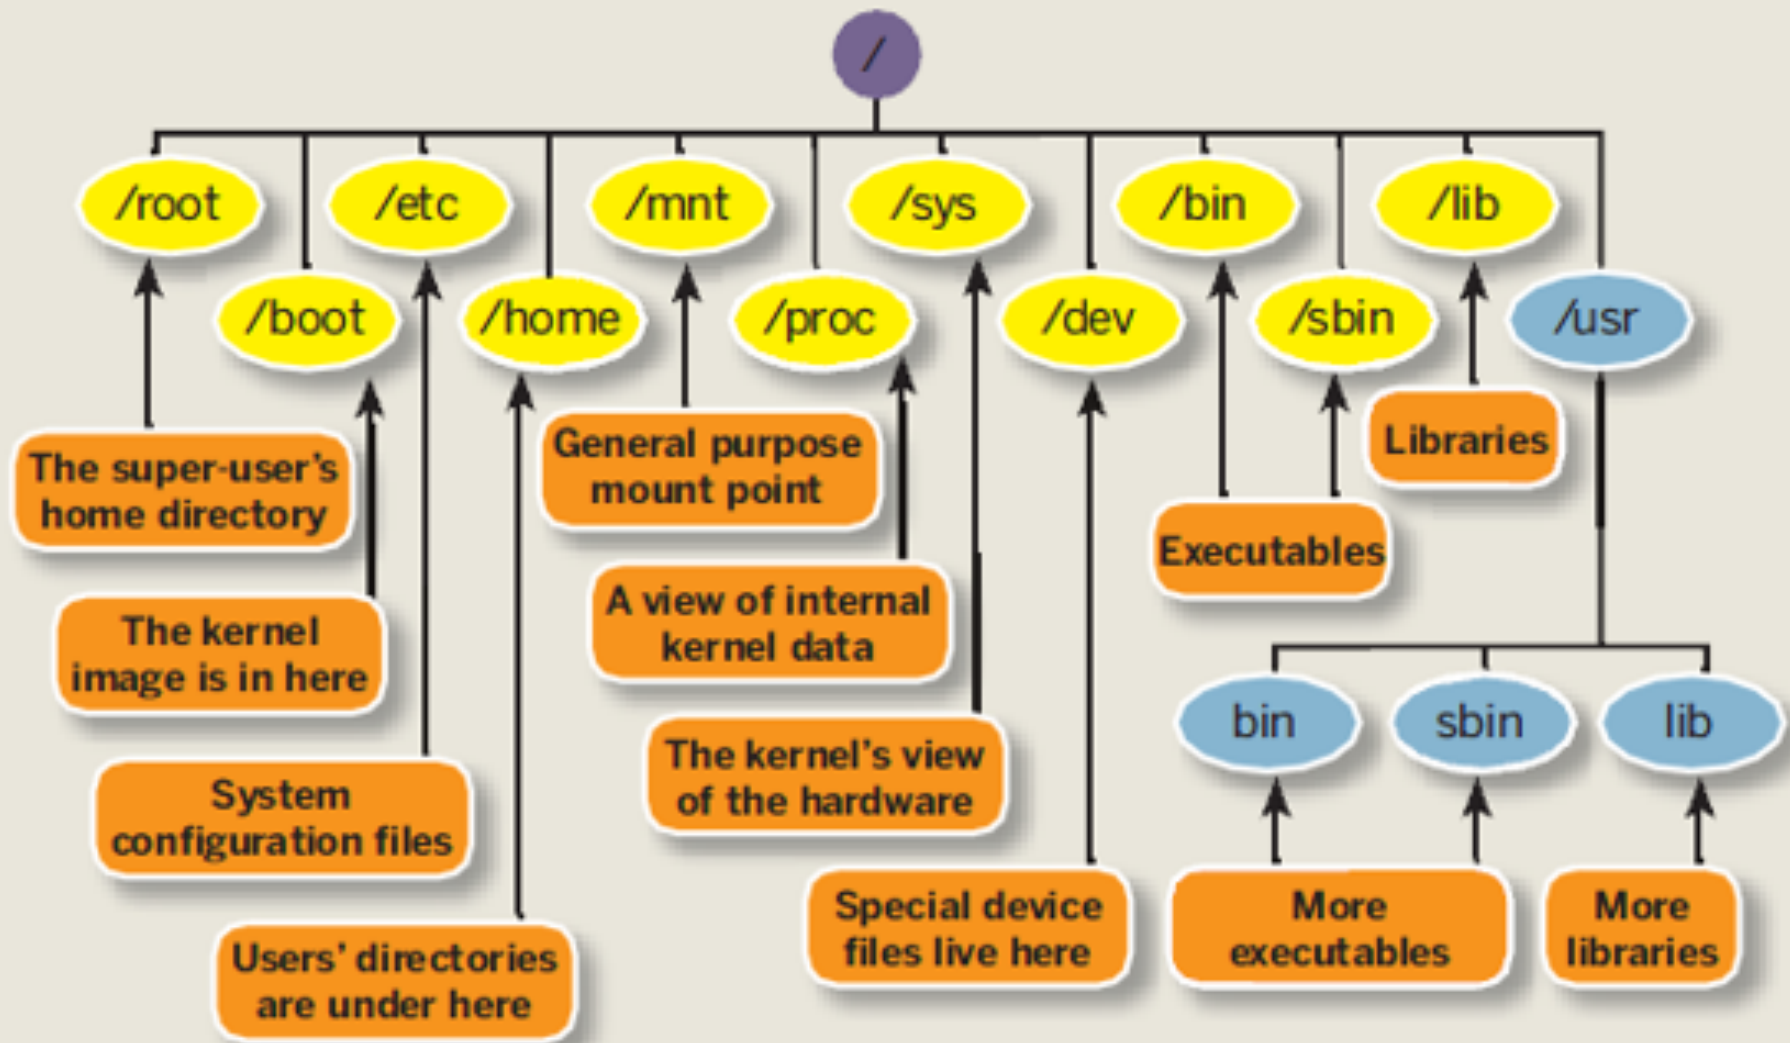 /
/root
/etc
/mnt
/sys
/bin
/lib
/boot
/home
/proc
/dev
/sbin
/usr
The super-user's
home directory
General purpose
mount point
Libraries
Executables
The kernel
image is in here
A view of internal
kernel data
bin
sbin
lib
System
configuration files
The kernel's view
of the hardware
Users' directories
are under here
Special device
files live here
More
executables
More
libraries